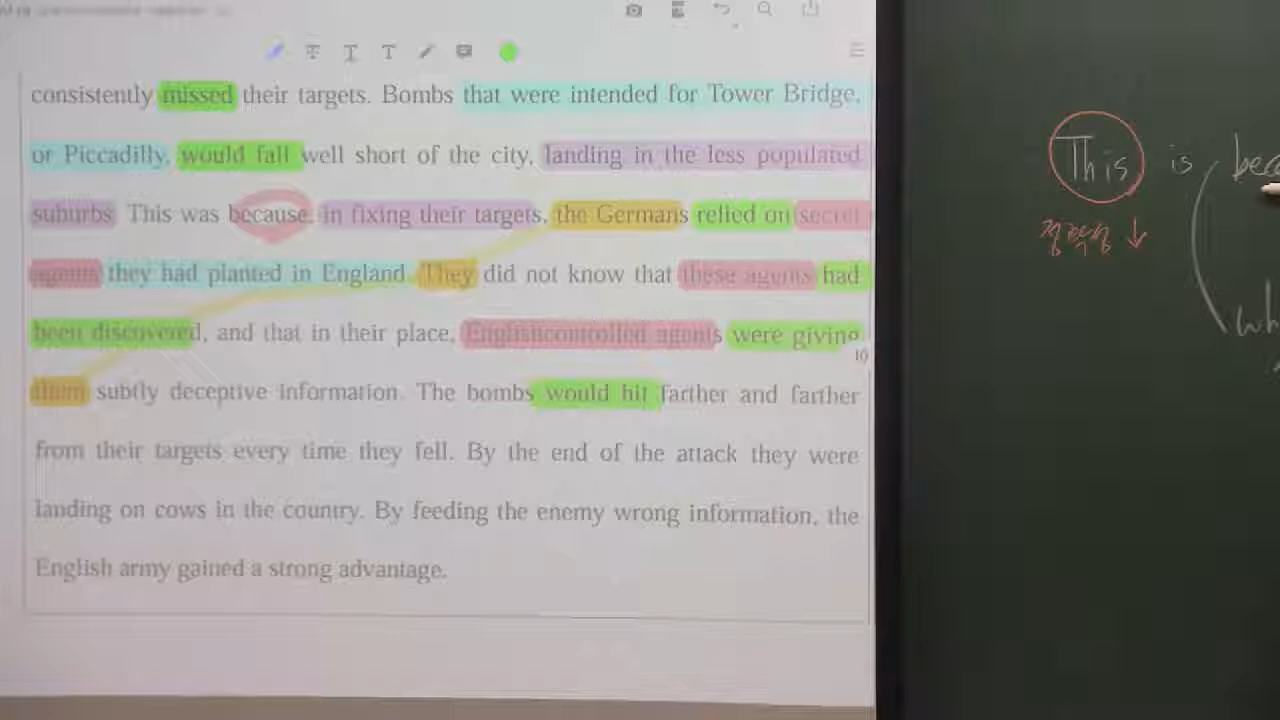 consistently missed their targets. Bombs that were intended for Tower Bridge,
or Piccadilly, would fall well short of the city, landing in the less populated
suburbs. This was because, in fixing their targets, the Germans relied on secret
agents they had planted in England. They did not know that these agents had
been discovered, and that in their place, Englishcontrolled agents were giving
10
them subtly deceptive information. The bombs would hit farther and farther
from their targets every time they fell. By the end of the attack they were
landing on cows in the country. By feeding the enemy wrong information, the
English army gained a strong advantage.
This is bec
wh